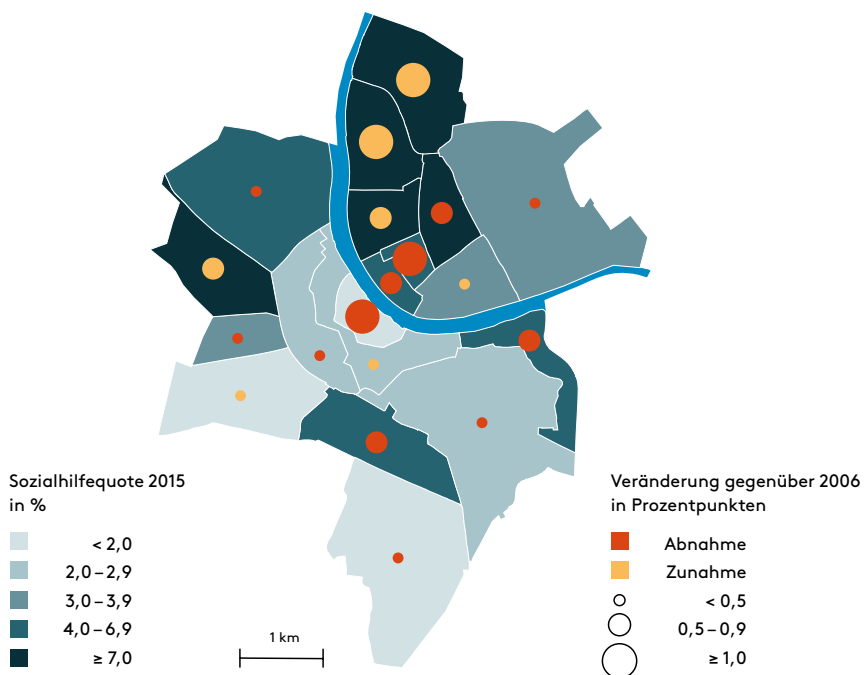 Sozialhilfequote 2015
in %
< 2,0
2,0–2,9
3,0–3,9
4,0–6,9
≥ 7,0
1 km
Veränderung gegenüber 2006
in Prozentpunkten
Abnahme
Zunahme
< 0,5
0,5–0,9
≥ 1,0